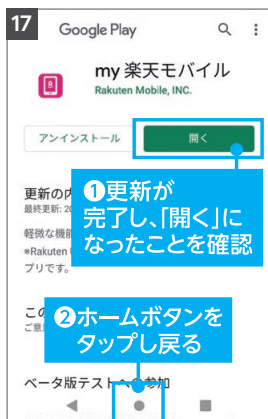 17
Google Play
my 楽天モバイル
Rakuten Mobile, INC.
アンインストール
開く
更新の内
最終更新: 20
軽微な機能
*Rakuten
プリです。
❶更新が
完了し、「開く」に
なったことを確認
この
ご意
❷ホームボタンを
タップし戻る
ベータ版テストへの参加